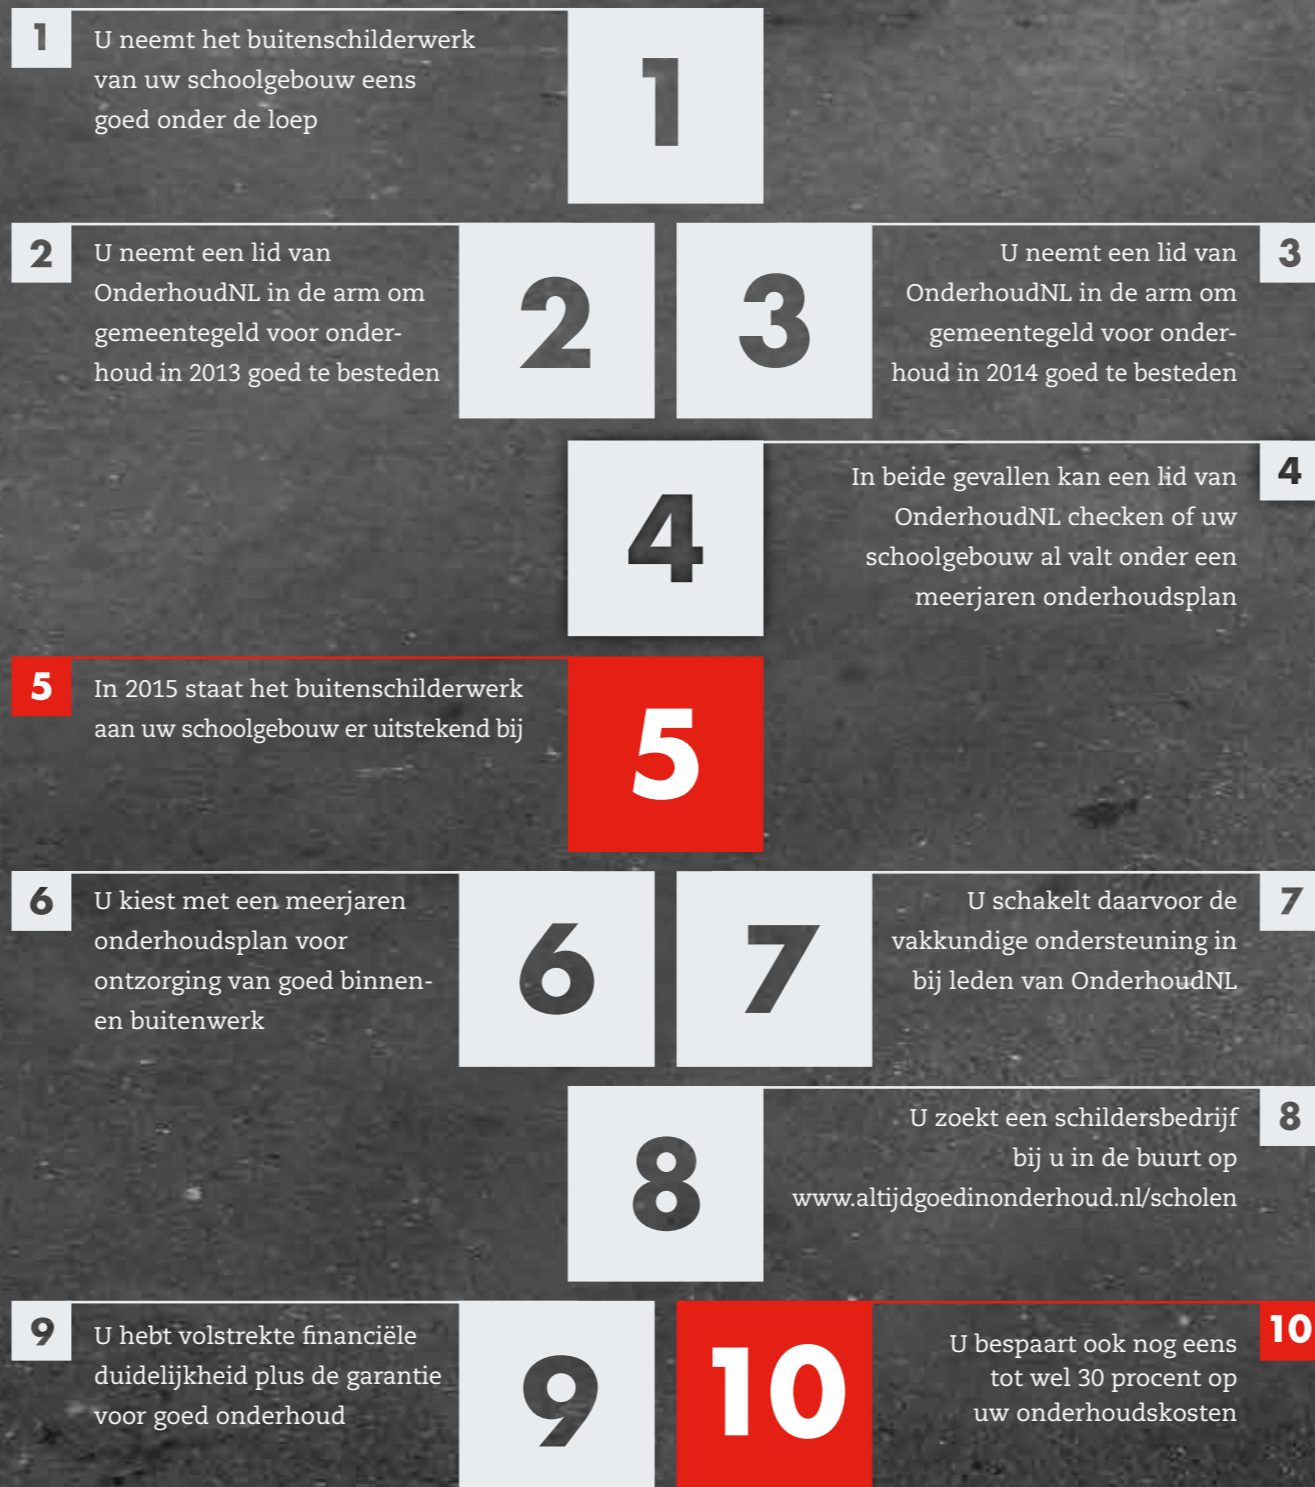 1
U neemt het buitenschilderwerk
van uw schoolgebouw eens
goed onder de loep
1
2
U neemt een lid van
OnderhoudNL in de arm om
gemeentegeld voor onder-
houd in 2013 goed te besteden
2
3
U neemt een lid van
OnderhoudNL in de arm om
gemeentegeld voor onder-
houd in 2014 goed te besteden
3
4
In beide gevallen kan een lid van
OnderhoudNL checken of uw
schoolgebouw al valt onder een
meerjaren onderhoudsplan
4
5
In 2015 staat het buitenschilderwerk
aan uw schoolgebouw er uitstekend bij
5
6
U kiest met een meerjaren
onderhoudsplan voor
ontzorging van goed binnen-
en buitenwerk
6
7
U schakelt daarvoor de
vakkundige ondersteuning in
bij leden van OnderhoudNL
7
8
U zoekt een schildersbedrijf
bij u in de buurt op
www.altijdgoedinonderhoud.nl/scholen
8
9
U hebt volstrekte financiële
duidelijkheid plus de garantie
voor goed onderhoud
9
10
U bespaart ook nog eens
tot wel 30 procent op
uw onderhoudskosten
10